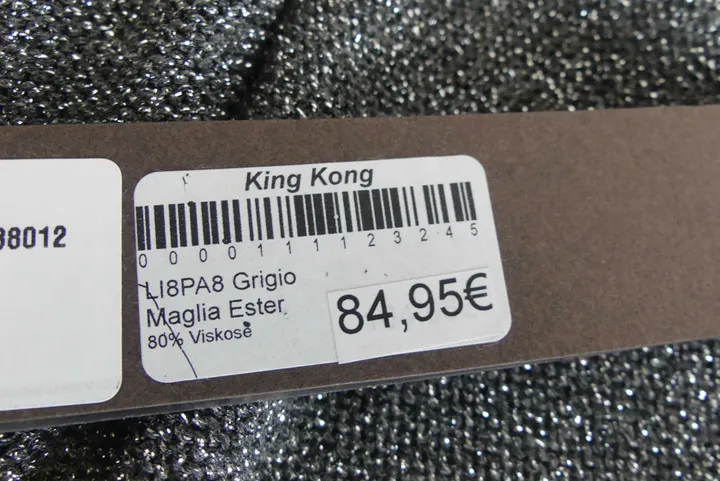 38012
King Kong
0000111123245
LI8PA8 Grigio
Maglia Ester
80% Viskose
84,95€